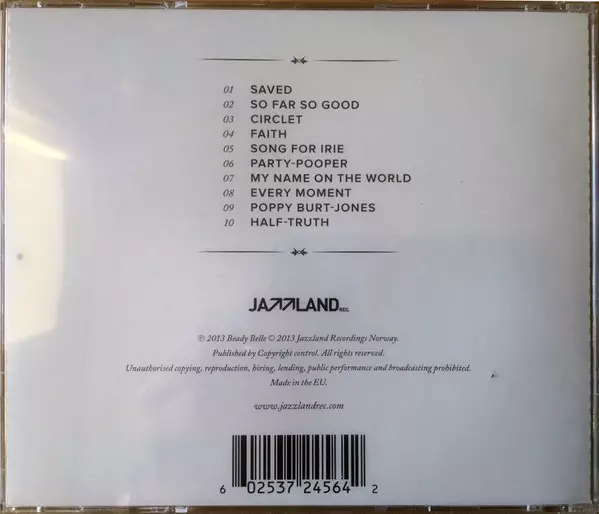 01 SAVED
02 SO FAR SO GOOD
03 CIRCLET
04 FAITH
05 SONG FOR IRIE
06 PARTY-POOPER
07 MY NAME ON THE WORLD
08 EVERY MOMENT
09 POPPY BURT-JONES
10 HALF-TRUTH
JAZZLAND REC.
℗ 2013 Beady Belle © 2013 Jazzland Recordings Norway.
Published by Copyright control. All rights reserved.
Unauthorised copying, reproduction, hiring, lending, public performance and broadcasting prohibited.
Made in the EU.
www.jazzlandrec.com
6 02537 24564 2